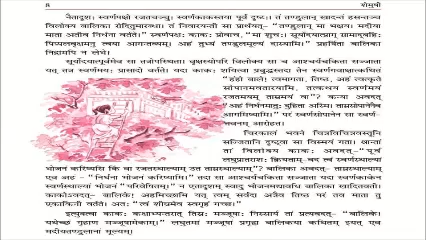 8
शेमुषी
नैतादृशः स्वर्णपक्षो रजतचञ्चुः स्वर्णकाकस्तया पूर्वं दृष्टः। तं तण्डुलान् खादन्तं हसन्तञ्च
विलोक्य बालिका रोदितुमारब्धा। तं निवारयन्ती सा प्रार्थयत्- "तण्डुलान् मा भक्षय। मदीया
माता अतीव निर्धना वर्तते"। स्वर्णपक्षः काकः प्रोवाच, "मा शुचः। सूर्योदयात्प्राग् ग्रामाद्बहिः
पिप्पलवृक्षमनु त्वया आगन्तव्यम्। अहं तुभ्यं तण्डुलमूल्यं दास्यामि।" प्रहर्षिता बालिका
निद्रामपि न लेभे।
सूर्योदयात्पूर्वमेव सा तत्रोपस्थिता। वृक्षस्योपरि विलोक्य सा च आश्चर्यचकिता सञ्जाता
यत् तत्र स्वर्णमयः प्रासादो वर्तते। यदा काकः शयित्वा प्रबुद्धस्तदा तेन स्वर्णगवाक्षात्कथितं
"हंहो बाले! त्वमागता, तिष्ठ, अहं त्वत्कृते
सोपानमवतारयामि, तत्कथय स्वर्णमयं
रजतमयम् ताम्रमयं वा"? कन्या अवदत्
"अहं निर्धनमातुः दुहिता अस्मि। ताम्रसोपानेनैव
आगमिष्यामि।" परं स्वर्णसोपानेन सा स्वर्ण-
भवनम् आरोहत।
चिरकालं भवने चित्रविचित्रवस्तूनि
सज्जितानि दृष्ट्वा सा विस्मयं गता। श्रान्तां
तां विलोक्य काकः अवदत्-"पूर्वं
लघुप्रातराशः क्रियताम्-वद त्वं स्वर्णस्थाल्यां
भोजनं करिष्यसि किं वा रजतस्थाल्याम् उत ताम्रस्थाल्याम्"? बालिका अवदत्- ताम्रस्थाल्याम्
एव अहं - "निर्धना भोजनं करिष्यामि।" तदा सा आश्चर्यचकिता सञ्जाता यदा स्वर्णकाकेन
स्वर्णस्थाल्यां भोजनं "परिवेषितम्।" न एतादृशम् स्वादु भोजनमद्यावधि बालिका खादितवती।
काकोऽवदत्- बालिके! अहमिच्छामि यत् त्वम् सर्वदा अत्रैव तिष्ठ परं तव माता तु
एकाकिनी वर्तते। अतः "त्वं शीघ्रमेव स्वगृहं गच्छ।"
इत्युक्त्वा काकः कक्षाभ्यन्तरात् तिस्रः मञ्जूषाः निस्सार्य तां प्रत्यवदत्- "बालिके!
यथेच्छं गृहाण मञ्जूषामेकाम्।" लघुतमां मञ्जूषां प्रगृह्य बालिकया कथितम् इयत् एव
मदीयतण्डुलानां मूल्यम्।